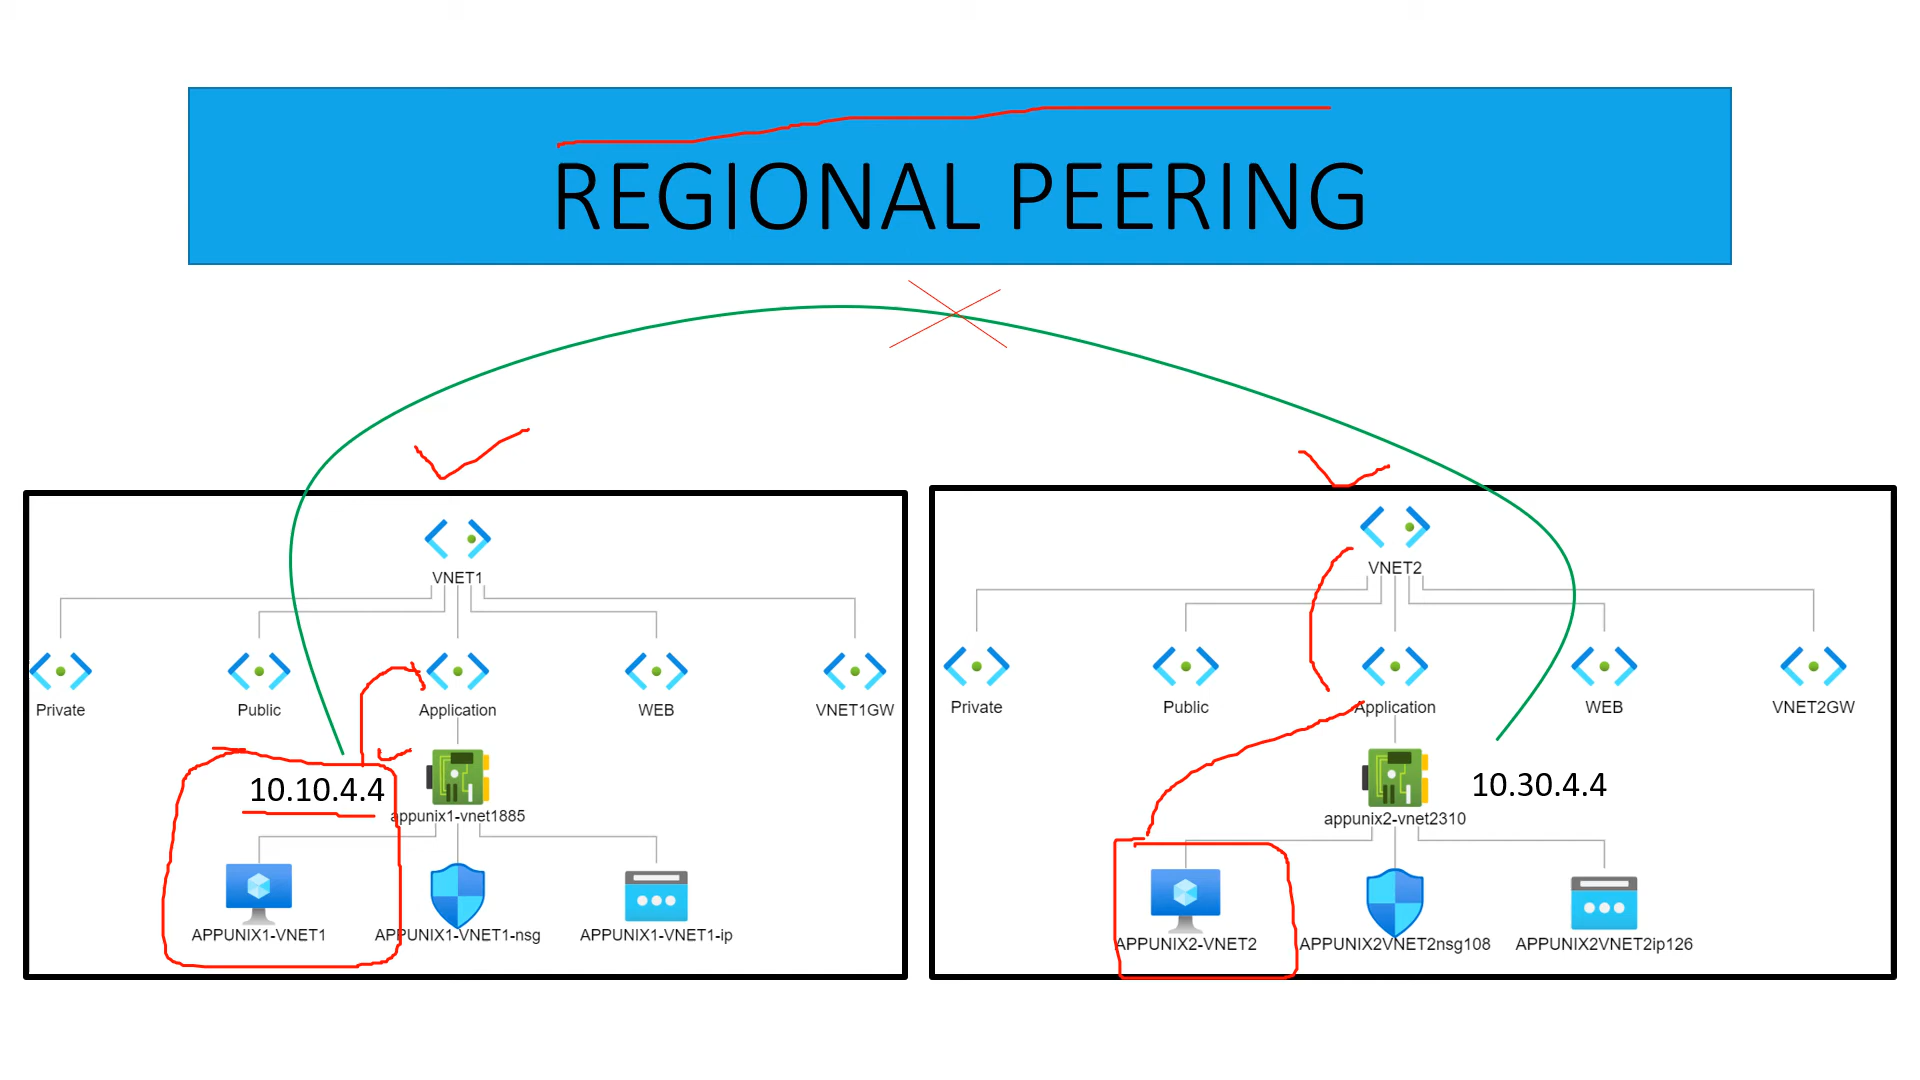 REGIONAL PEERING
VNET1
Private
Public
Application
WEB
VNET1GW
10.10.4.4
appunix1-vnet1885
APPUNIX1-VNET1
APPUNIX1-VNET1-nsg
APPUNIX1-VNET1-ip
VNET2
Private
Public
Application
WEB
VNET2GW
10.30.4.4
appunix2-vnet2310
APPUNIX2-VNET2
APPUNIX2VNET2nsg108
APPUNIX2VNET2ip126